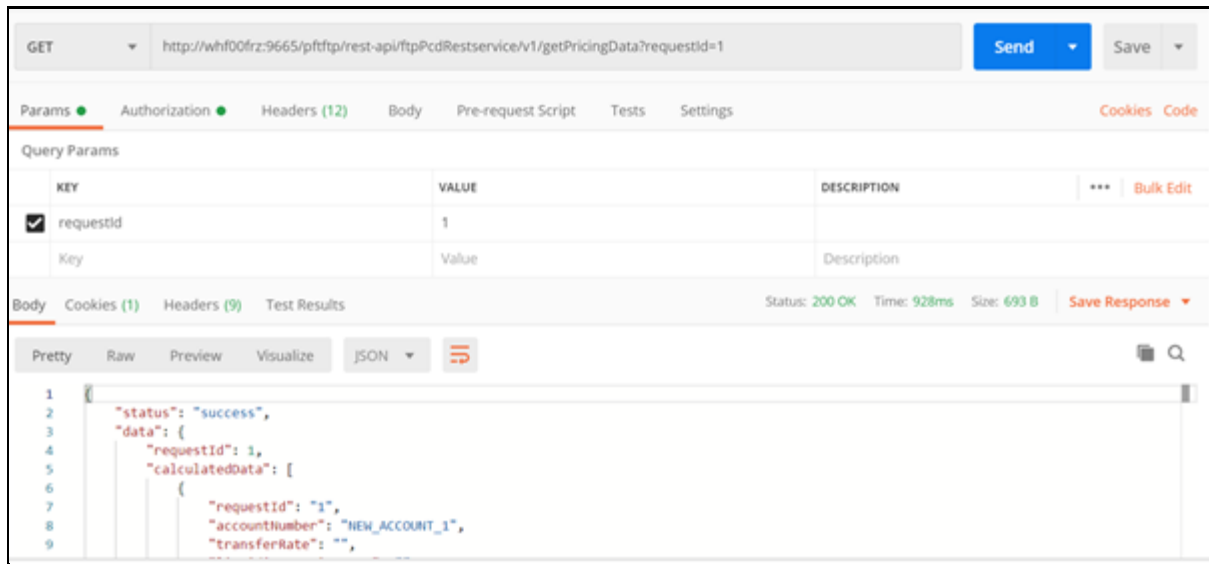 GET http://whf00frz:9665/pftftp/rest-api/ftpPcdRestservice/v1/getPricingData?requestId=1 Send Save
Params Authorization Headers (12) Body Pre-request Script Tests Settings Cookies Code
Query Params
KEY VALUE DESCRIPTION ••• Bulk Edit
requestId 1
Key Value Description
Body Cookies (1) Headers (9) Test Results Status: 200 OK Time: 928ms Size: 693 B Save Response
Pretty Raw Preview Visualize JSON
1 {
2 "status": "success",
3 "data": {
4 "requestId": 1,
5 "calculatedData": [
6 {
7 "requestId": "1",
8 "accountNumber": "NEW_ACCOUNT_1",
9 "transferRate": "",